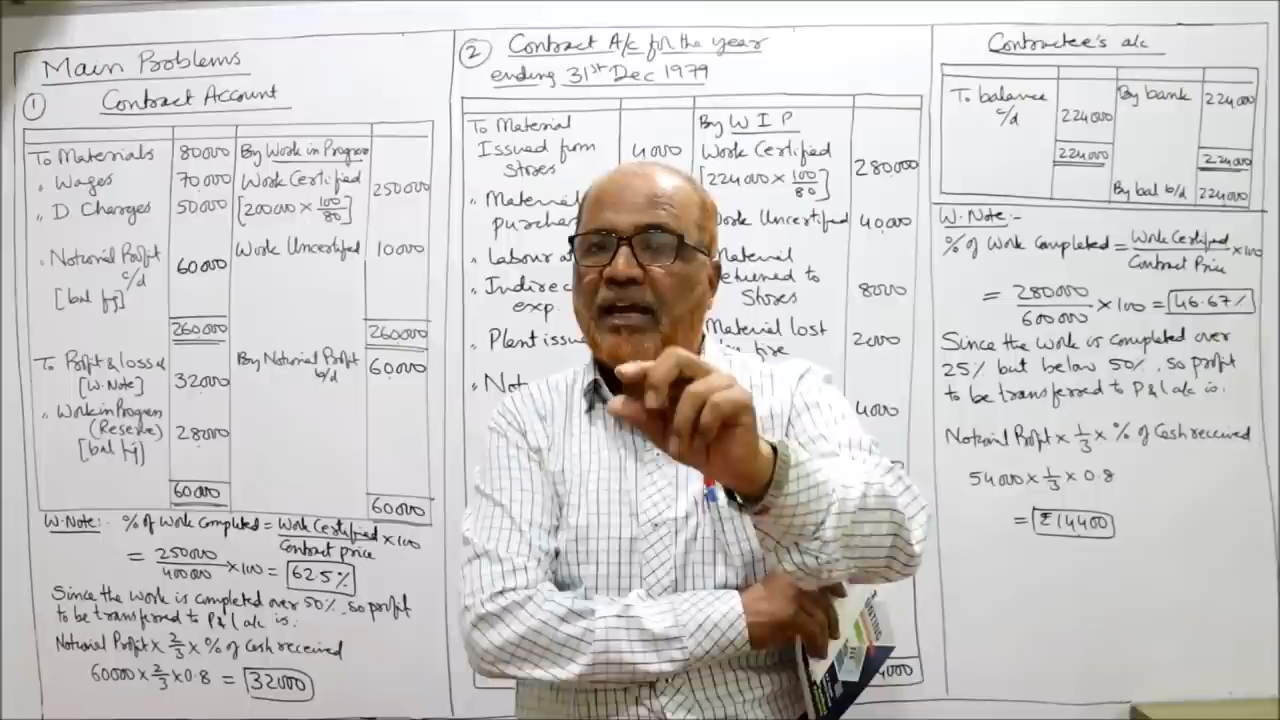 Main Problems
① Contract Account
To Materials 80000 By Work in Progress
" Wages 70000 Work Certified 250000
" D Charges 50000 [200000 × 100/80]
" Notional Profit c/d 60000 Work Uncertified 10000
[bal fg]
260000 260000
To Profit & loss a 32000 By Notional Profit b/d 60000
[W. Note]
" Work in Progress
(Reserve) 28000
[bal fg]
60000 60000
W. Note:- % of Work Completed = Work Certified / Contract price × 100
= 250000 / 400000 × 100 = 62.5%
Since the Work is Completed over 50%, so profit
to be transferred to P & L a/c is.
Notional Profit × 2/3 × % of Cash received
60000 × 2/3 × 0.8 = 32000
② Contract A/c for the year
ending 31st Dec 1979
To Material By W I P
Issued from 4000 Work Certified 280000
Stores [224000 × 100/80]
" Material Work Uncertified 40,000
" Labour Material
" exp. Stores 8000
" Plant Material lost
2000
4000
4000
Contractee's a/c
To balance c/d 224000 By bank 224000
224000 224000
By bal b/d 224000
W. Note:-
% of Work Completed = Work Certified / Contract Price × 100
= 280000 / 600000 × 100 = 46.67%
Since the Work is Completed over
25% but below 50%, so profit
to be transferred to P & L a/c is.
Notional Profit × 1/3 × % of Cash received
54000 × 1/3 × 0.8
= ₹14400